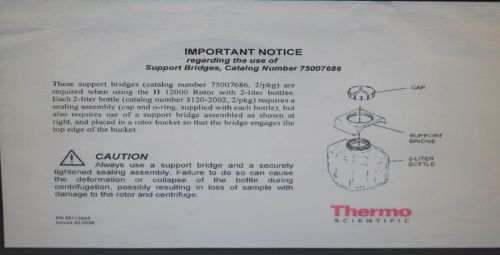 IMPORTANT NOTICE
regarding the use of
Support Bridges, Catalog Number 75007686
These support bridges (catalog number 75007686, 2/pkg) are
required when using the H 12000 Rotor with 2-liter bottles.
Each 2-liter bottle (catalog number 3120-2002, 2/pkg) requires a
sealing assembly (cap and o-ring, supplied with each bottle), but
also requires use of a support bridge assembled as shown at
right, and placed in a rotor bucket so that the bridge engages the
top edge of the bucket.
CAUTION
Always use a support bridge and a securely
tightened sealing assembly. Failure to do so can cause
the deformation or collapse of the bottle during
centrifugation, possibly resulting in loss of sample with
damage to the rotor and centrifuge.
CAP
SUPPORT
BRIDGE
2-LITER
BOTTLE
Thermo
SCIENTIFIC
Issued 02.2008